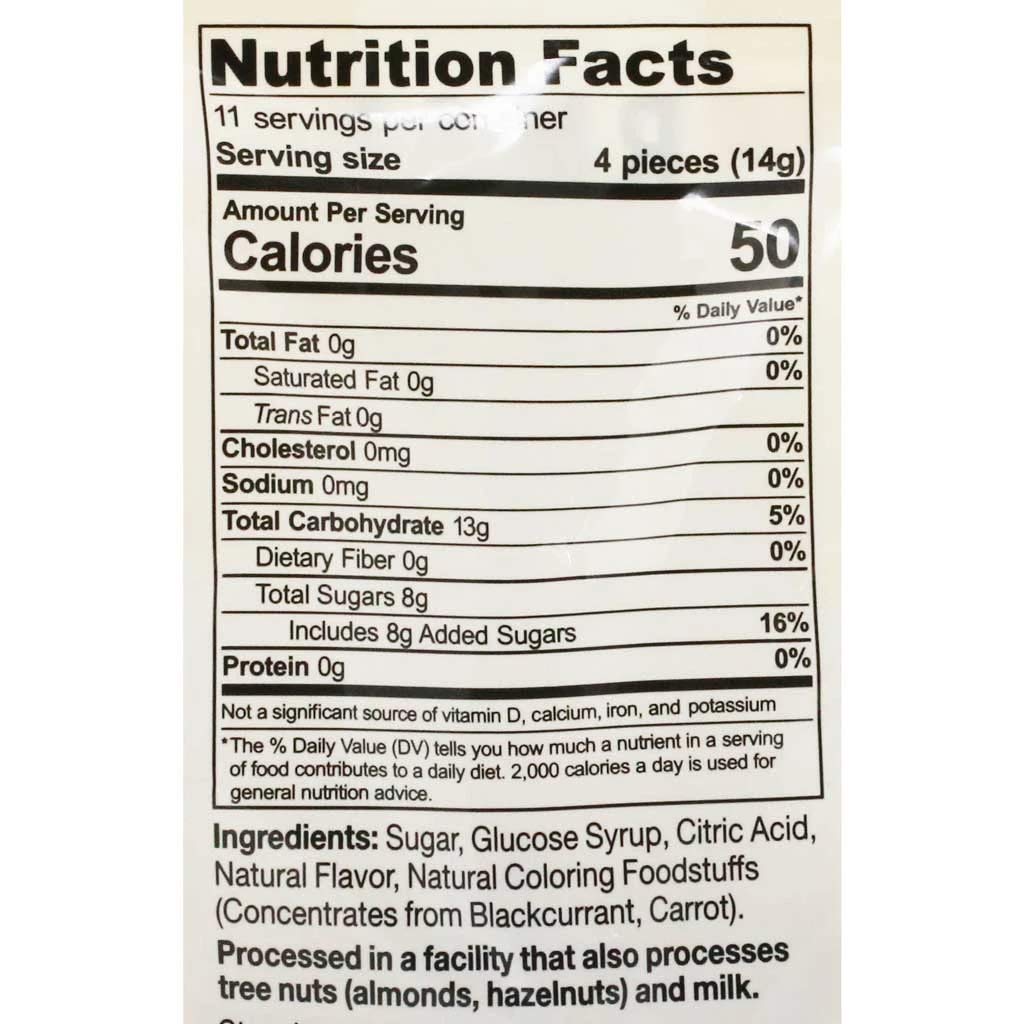 Nutrition Facts
11 servings per container
Serving size 4 pieces (14g)
Amount Per Serving
Calories 50
% Daily Value*
Total Fat 0g 0%
Saturated Fat 0g 0%
Trans Fat 0g
Cholesterol 0mg 0%
Sodium 0mg 0%
Total Carbohydrate 13g 5%
Dietary Fiber 0g 0%
Total Sugars 8g
Includes 8g Added Sugars 16%
Protein 0g 0%
Not a significant source of vitamin D, calcium, iron, and potassium
*The % Daily Value (DV) tells you how much a nutrient in a serving
of food contributes to a daily diet. 2,000 calories a day is used for
general nutrition advice.
Ingredients: Sugar, Glucose Syrup, Citric Acid,
Natural Flavor, Natural Coloring Foodstuffs
(Concentrates from Blackcurrant, Carrot).
Processed in a facility that also processes
tree nuts (almonds, hazelnuts) and milk.